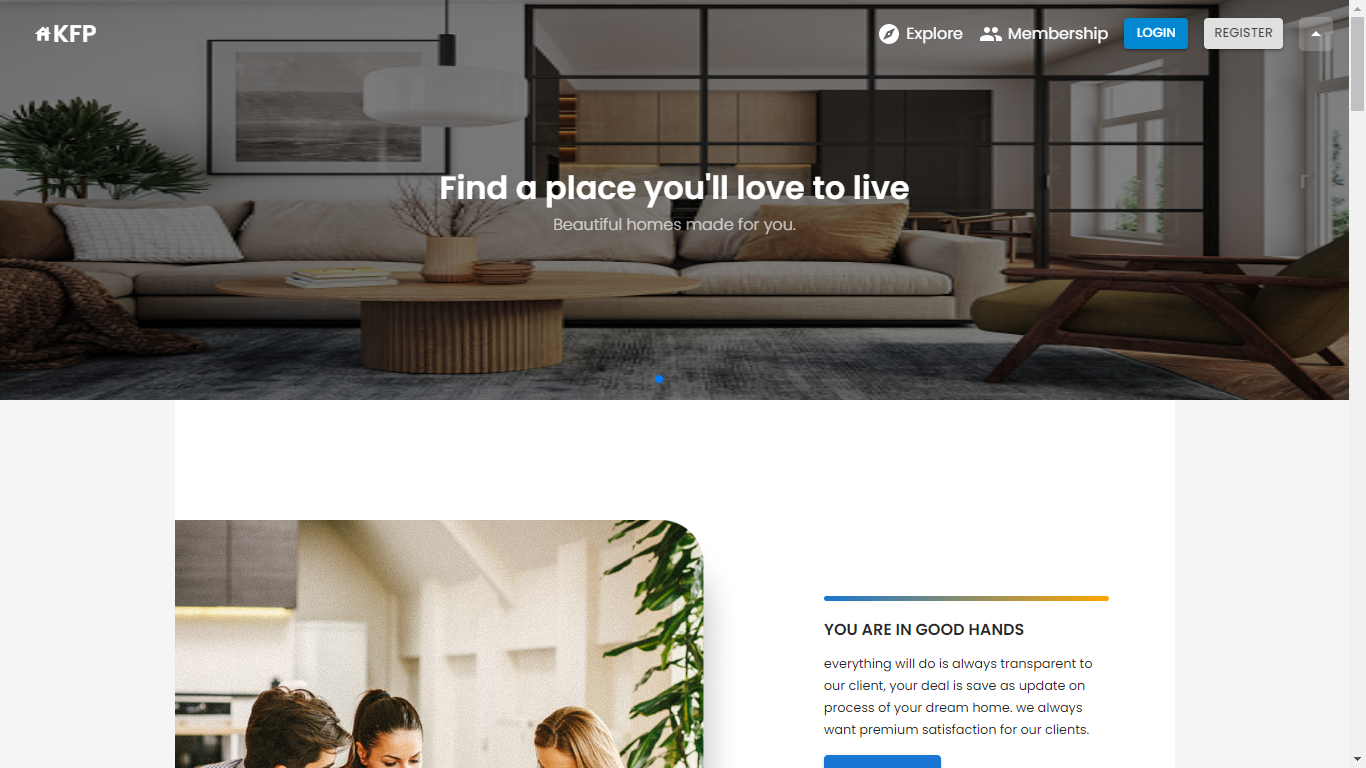 KFP
Explore
Membership
LOGIN
REGISTER
Find a place you'll love to live
Beautiful homes made for you.
YOU ARE IN GOOD HANDS
everything will do is always transparent to
our client, your deal is save as update on
process of your dream home. we always
want premium satisfaction for our clients.